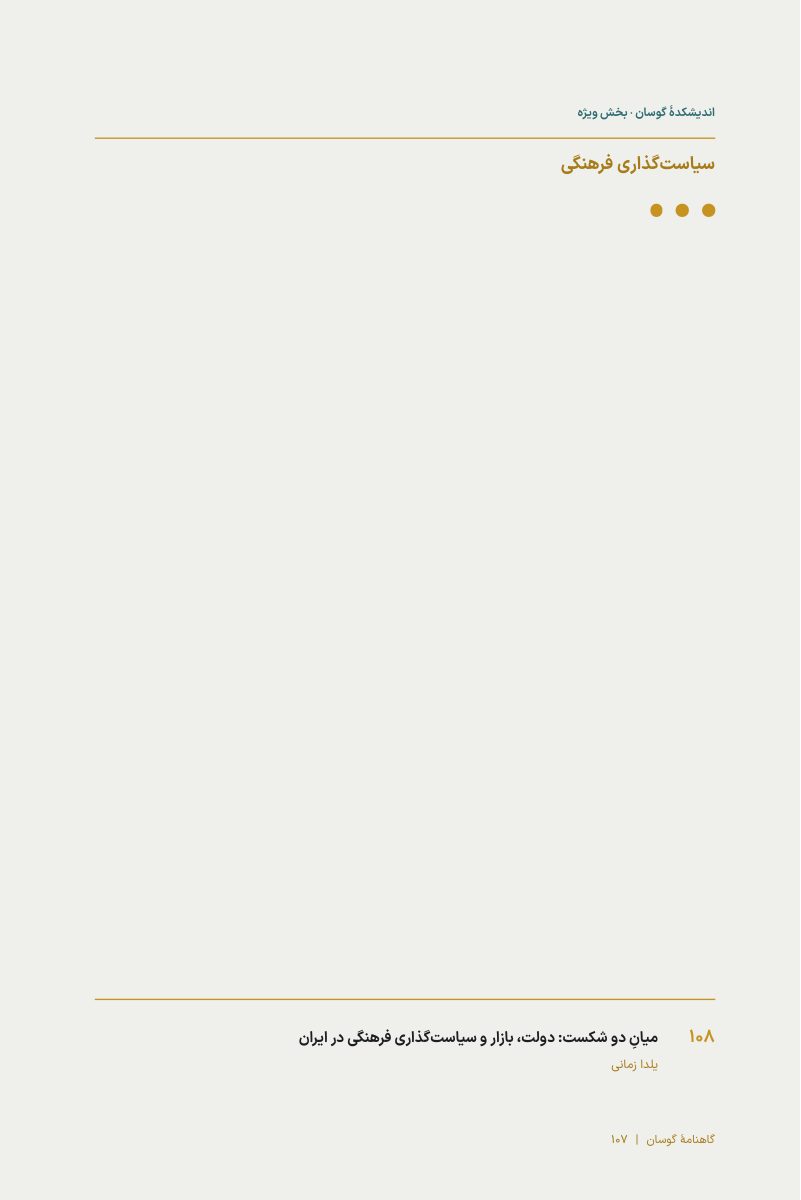 اندیشکدهٔ گوسان · بخش ویژه
سیاست‌گذاری فرهنگی
۱۰۸ میانِ دو شکست: دولت، بازار و سیاست‌گذاری فرهنگی در ایران
یلدا زمانی
گاهنامهٔ گوسان | ۱۰۷